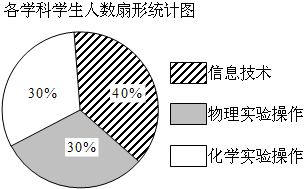 各学科学生人数扇形统计图
30%
40%
30%
信息技术
物理实验操作
化学实验操作